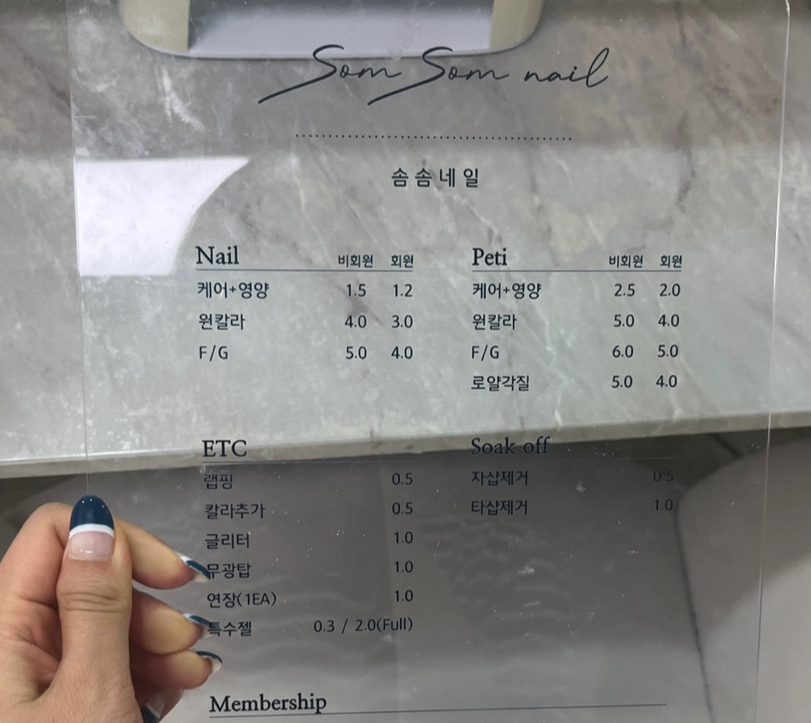 Som Som nail
솜솜네일
Nail 비회원 회원
케어+영양 1.5 1.2
원칼라 4.0 3.0
F/G 5.0 4.0
Peti 비회원 회원
케어+영양 2.5 2.0
원칼라 5.0 4.0
F/G 6.0 5.0
로얄각질 5.0 4.0
ETC
랩핑 0.5
칼라추가 0.5
글리터 1.0
무광탑 1.0
연장(1EA) 1.0
특수젤 0.3 / 2.0(Full)
Soak off
자샵제거 0.5
타샵제거 1.0
Membership